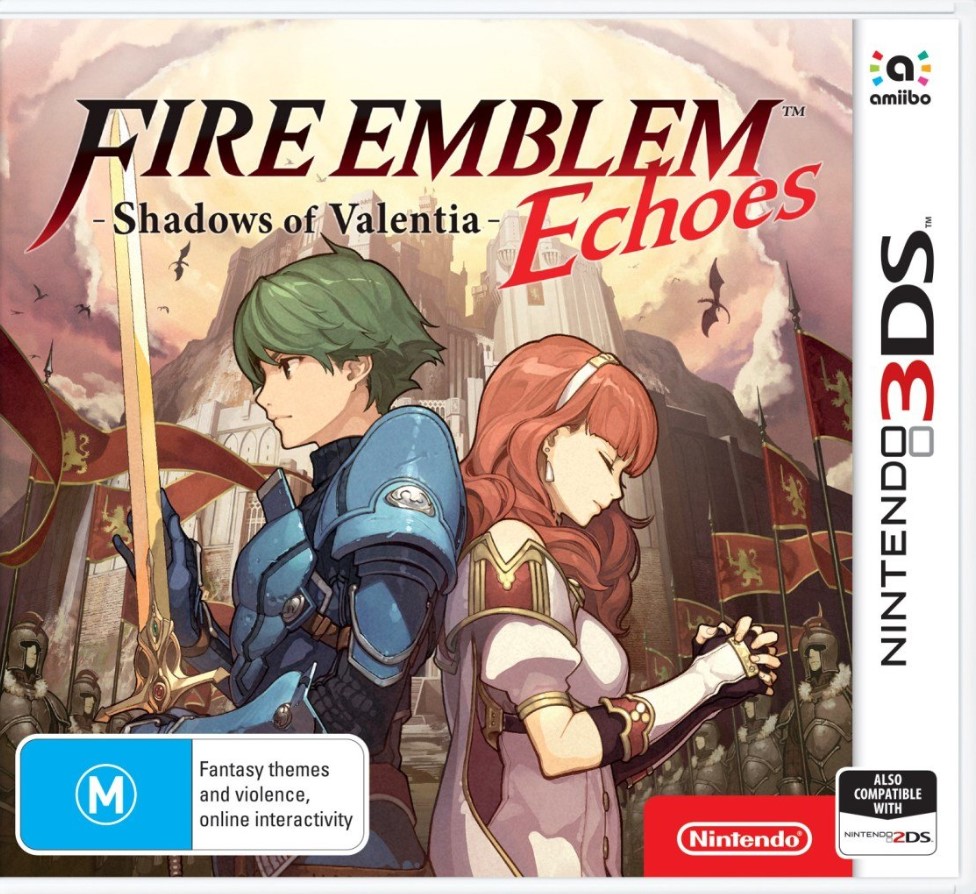 FIRE EMBLEM™
- Shadows of Valentia -
Echoes
amiibo
NINTENDO 3DS™
M
Fantasy themes
and violence,
online interactivity
Nintendo®
ALSO
COMPATIBLE
WITH
NINTENDO 2DS™